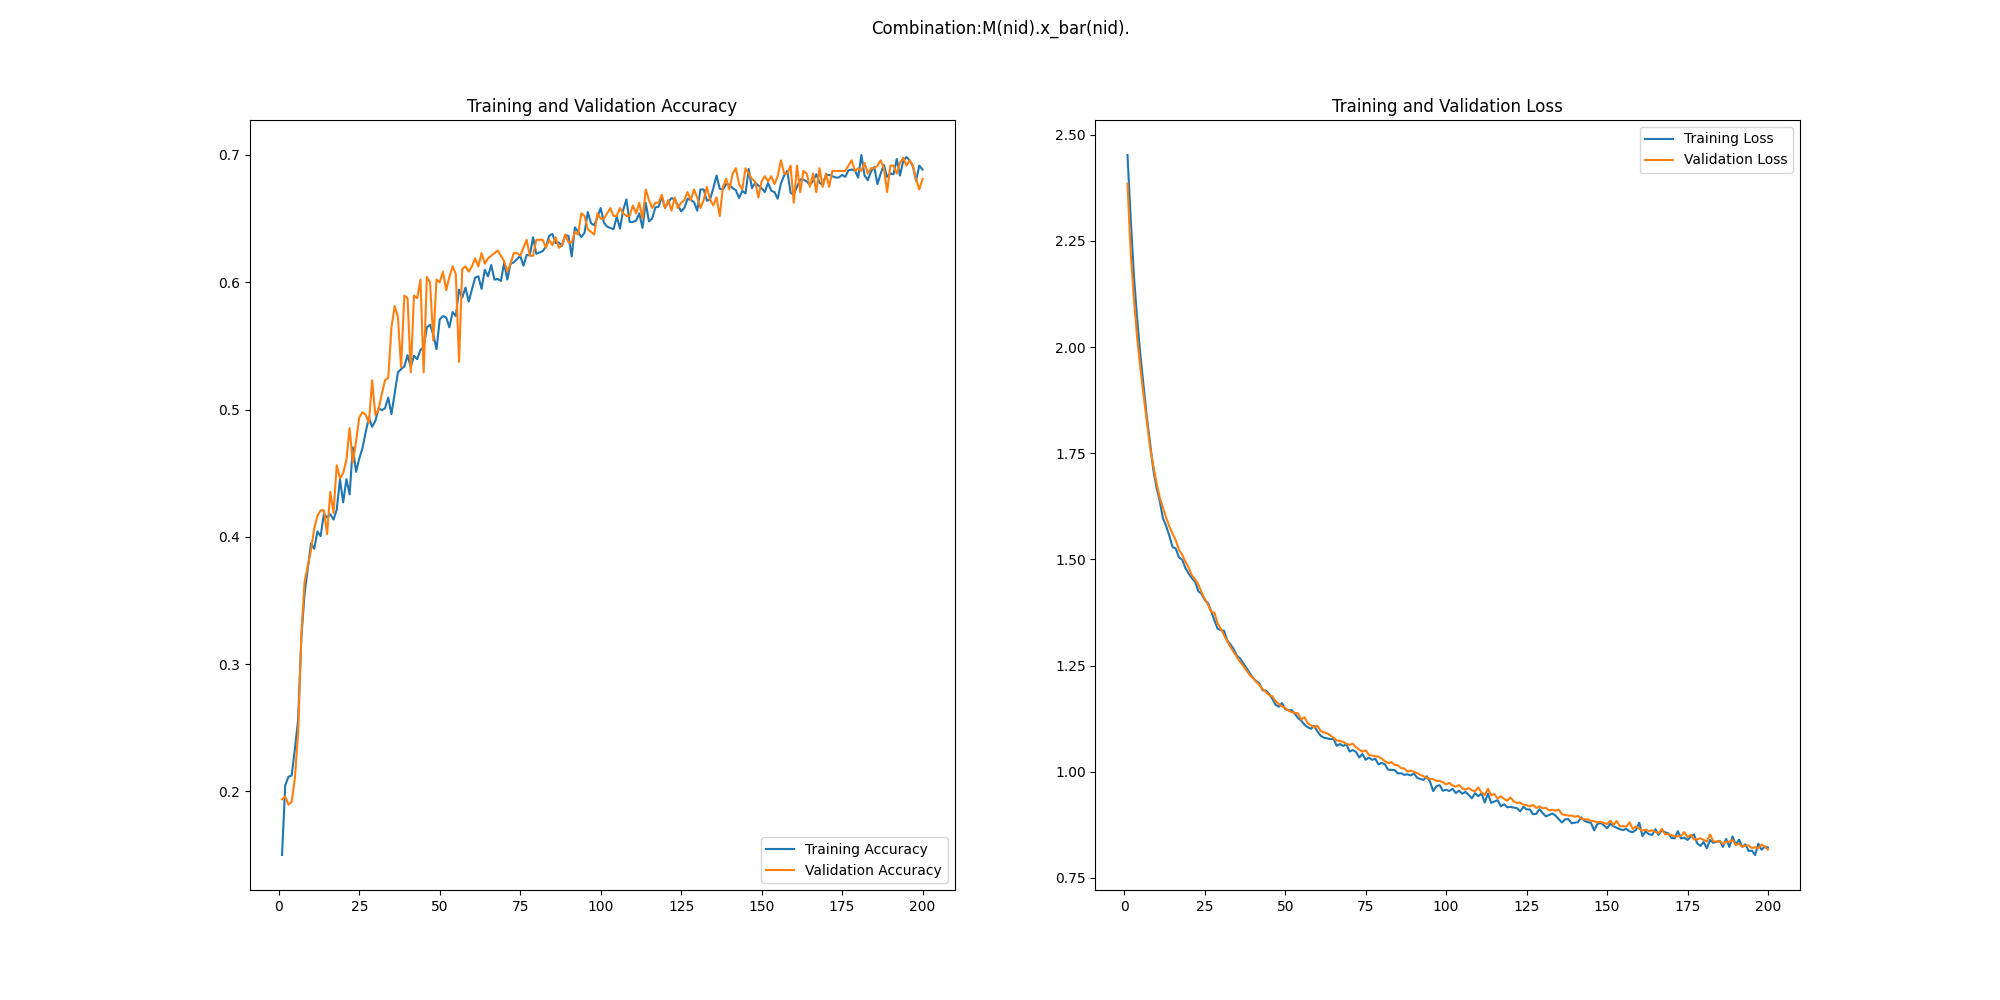 Combination:M(nid).x_bar(nid).
Training and Validation Accuracy
0.7
0.6
0.5
0.4
0.3
0.2
Training Accuracy
Validation Accuracy
0 25 50 75 100 125 150 175 200
Training and Validation Loss
2.50
2.25
2.00
1.75
1.50
1.25
1.00
0.75
Training Loss
Validation Loss
0 25 50 75 100 125 150 175 200